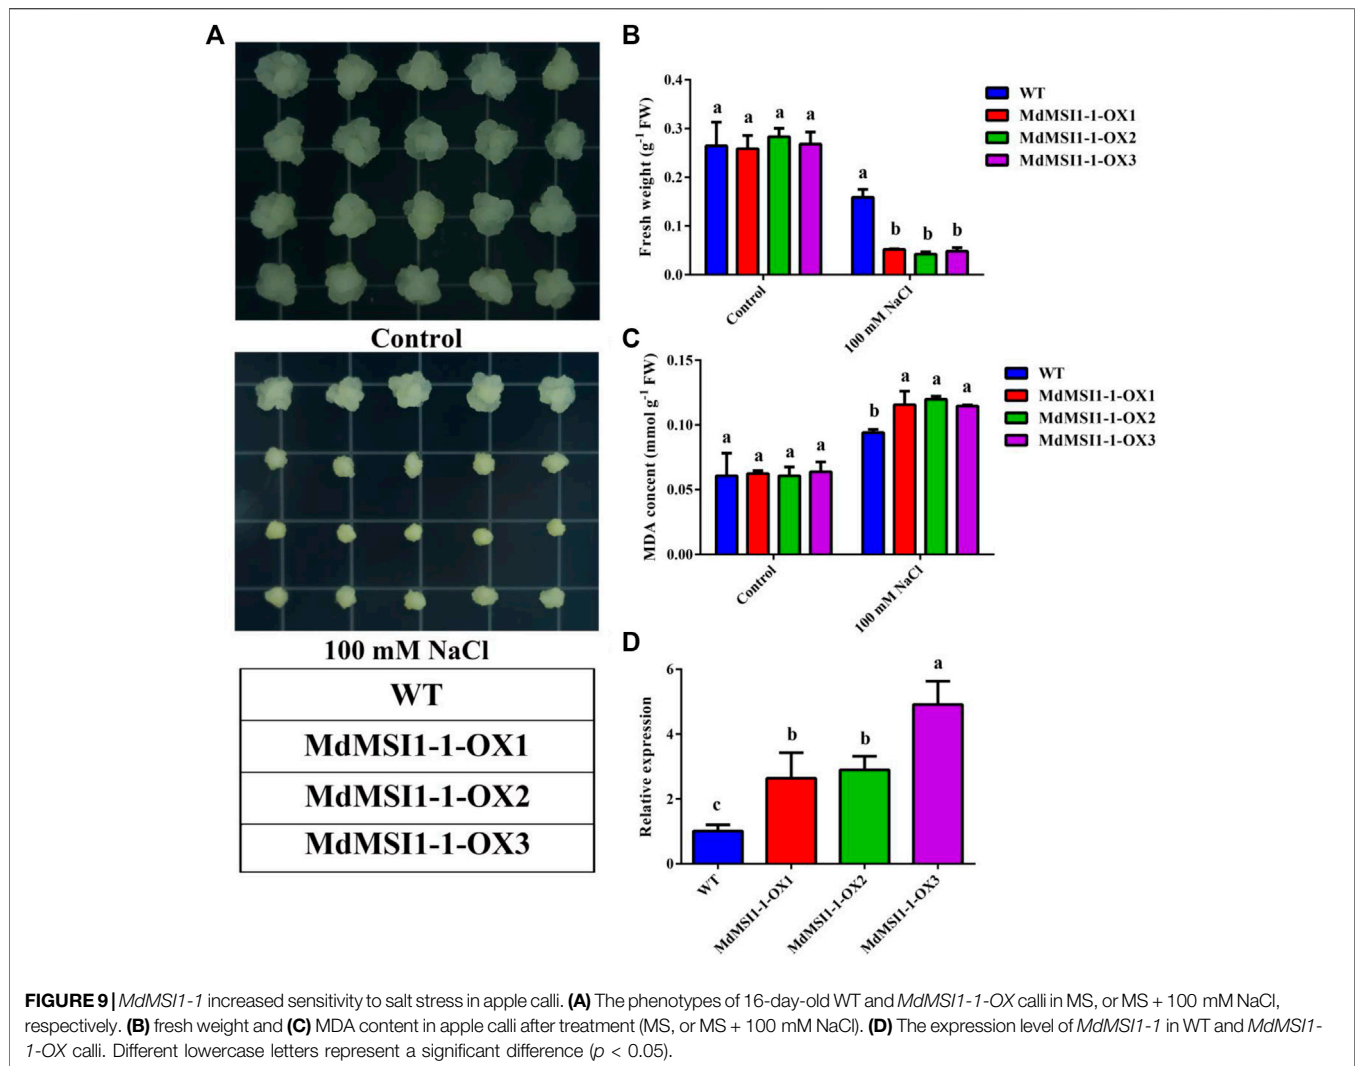 A
Control
100 mM NaCl
WT
MdMSI1-1-OX1
MdMSI1-1-OX2
MdMSI1-1-OX3
B
Fresh weight (g⁻¹ FW)
0.4
0.3
0.2
0.1
0.0
a
a
a
a
a
b
b
b
Control
100 mM NaCl
WT
MdMSI1-1-OX1
MdMSI1-1-OX2
MdMSI1-1-OX3
C
MDA concent (mmol g⁻¹ FW)
0.15
0.10
0.05
0.00
a
a
a
a
b
a
a
a
Control
100 mM NaCl
WT
MdMSI1-1-OX1
MdMSI1-1-OX2
MdMSI1-1-OX3
D
Relative expression
6
4
2
0
c
b
b
a
WT
MdMSI1-1-OX1
MdMSI1-1-OX2
MdMSI1-1-OX3
FIGURE 9 | MdMSI1-1 increased sensitivity to salt stress in apple calli. (A) The phenotypes of 16-day-old WT and MdMSI1-1-OX calli in MS, or MS + 100 mM NaCl,
respectively. (B) fresh weight and (C) MDA content in apple calli after treatment (MS, or MS + 100 mM NaCl). (D) The expression level of MdMSI1-1 in WT and MdMSI1-
1-OX calli. Different lowercase letters represent a significant difference (p < 0.05).